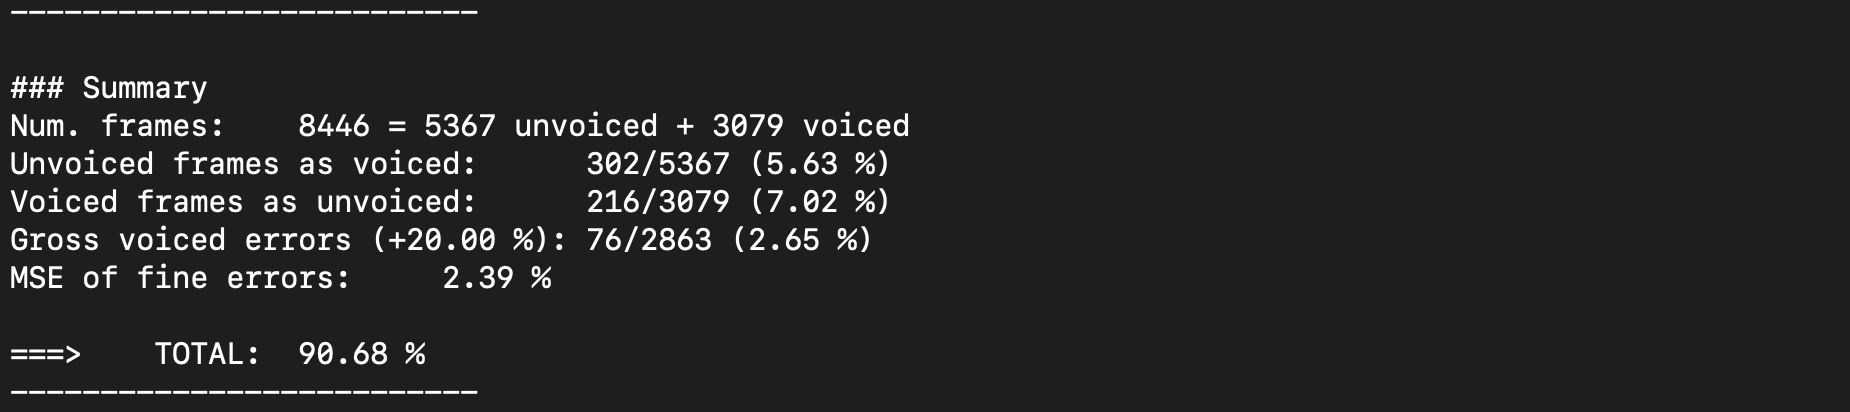 --------------------------
### Summary
Num. frames:    8446 = 5367 unvoiced + 3079 voiced
Unvoiced frames as voiced:      302/5367 (5.63 %)
Voiced frames as unvoiced:      216/3079 (7.02 %)
Gross voiced errors (+20.00 %): 76/2863 (2.65 %)
MSE of fine errors:     2.39 %
===>    TOTAL:  90.68 %
--------------------------